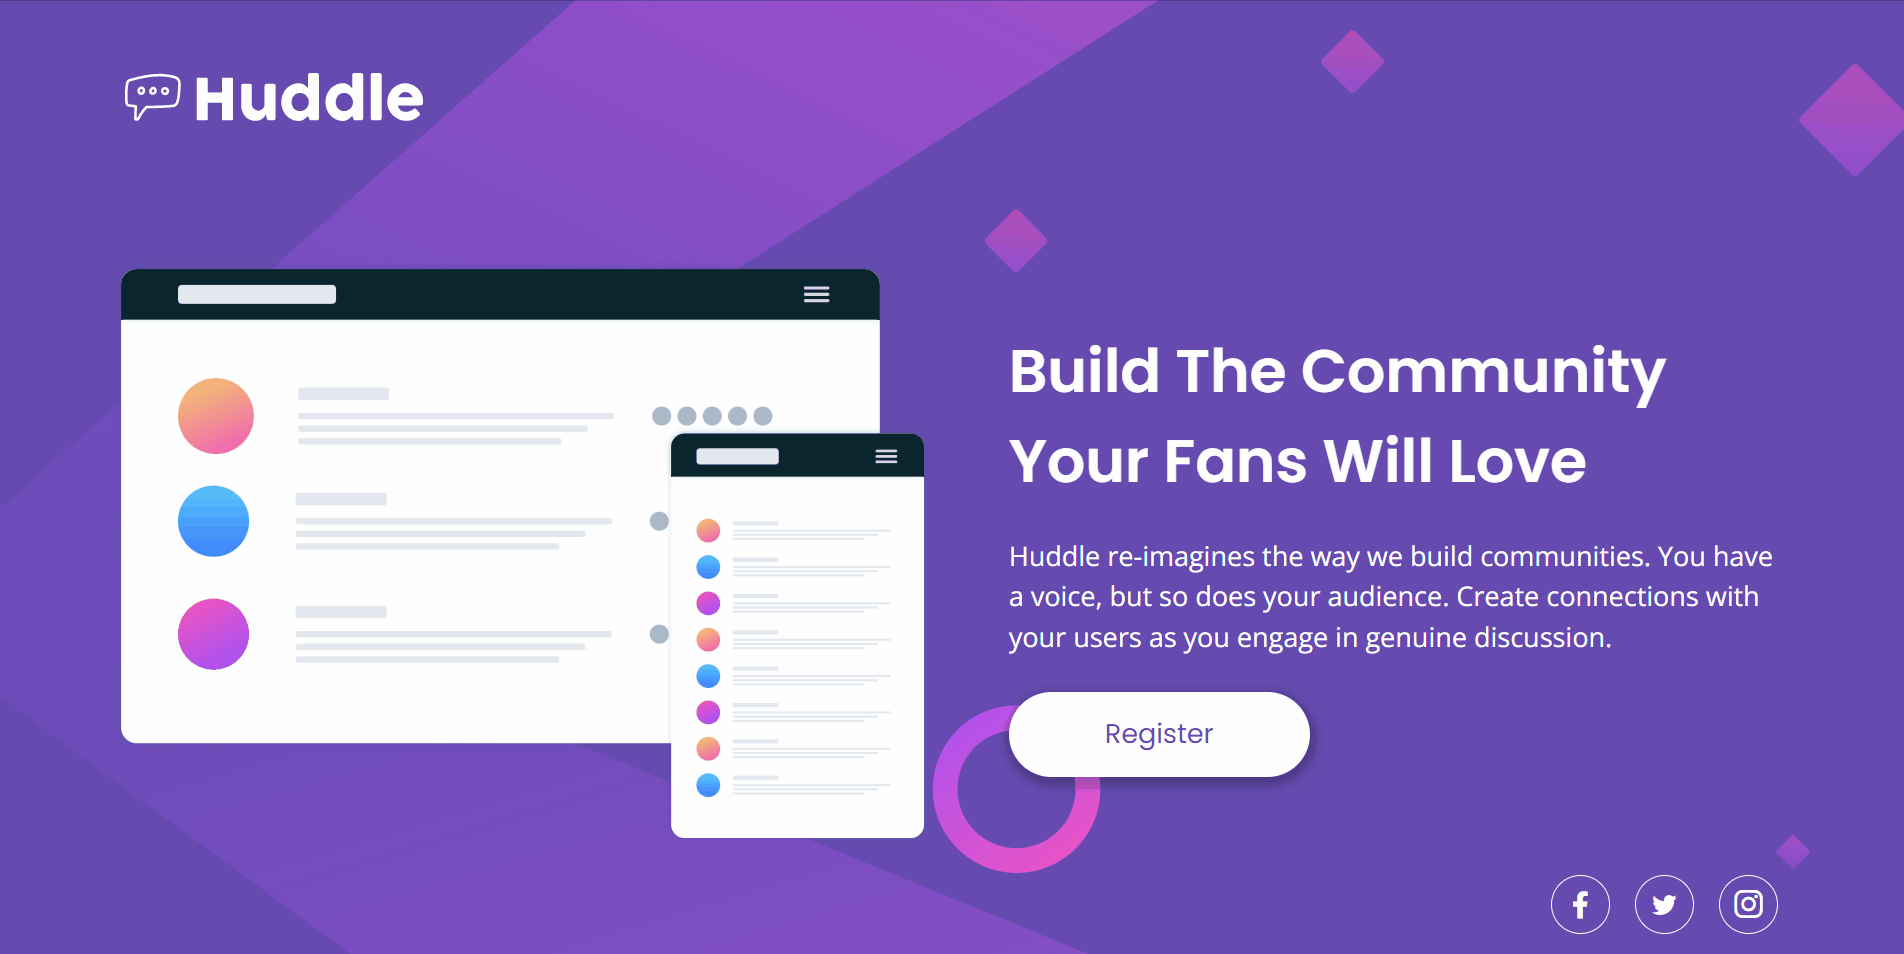 Huddle
Build The Community
Your Fans Will Love
Huddle re-imagines the way we build communities. You have
a voice, but so does your audience. Create connections with
your users as you engage in genuine discussion.
Register